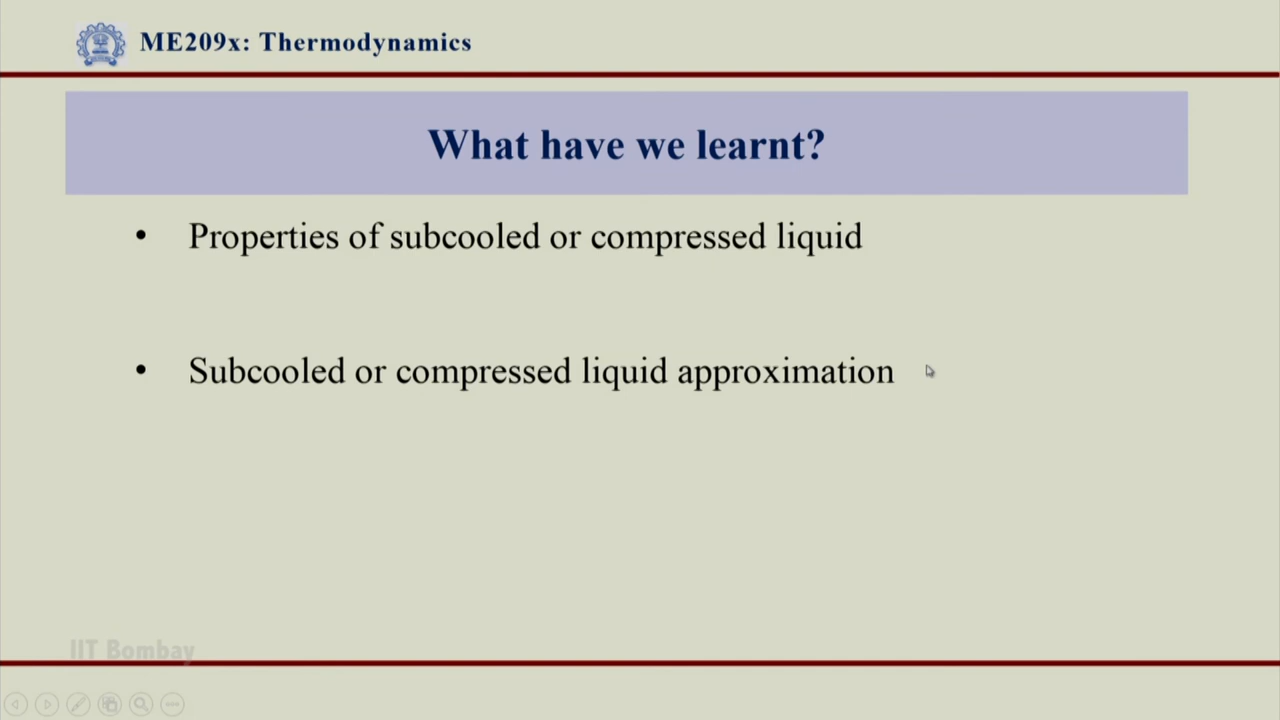 ME209x: Thermodynamics
What have we learnt?
• Properties of subcooled or compressed liquid
• Subcooled or compressed liquid approximation
IIT Bombay